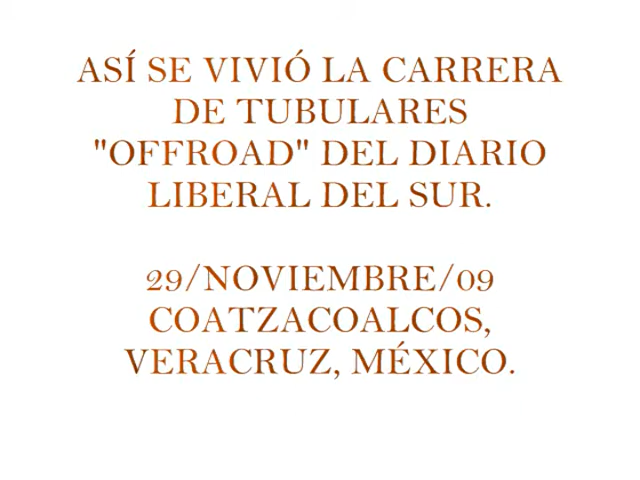 ASÍ SE VIVIÓ LA CARRERA
DE TUBULARES
"OFFROAD" DEL DIARIO
LIBERAL DEL SUR.
29/NOVIEMBRE/09
COATZACOALCOS,
VERACRUZ, MÉXICO.